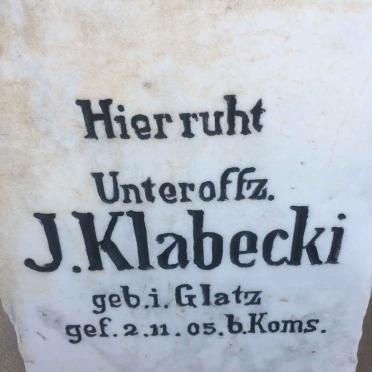 Hier ruht
Unteroffz.
J. Klabecki
geb. i. Glatz
gef. 2. 11. 05. b. Koms.